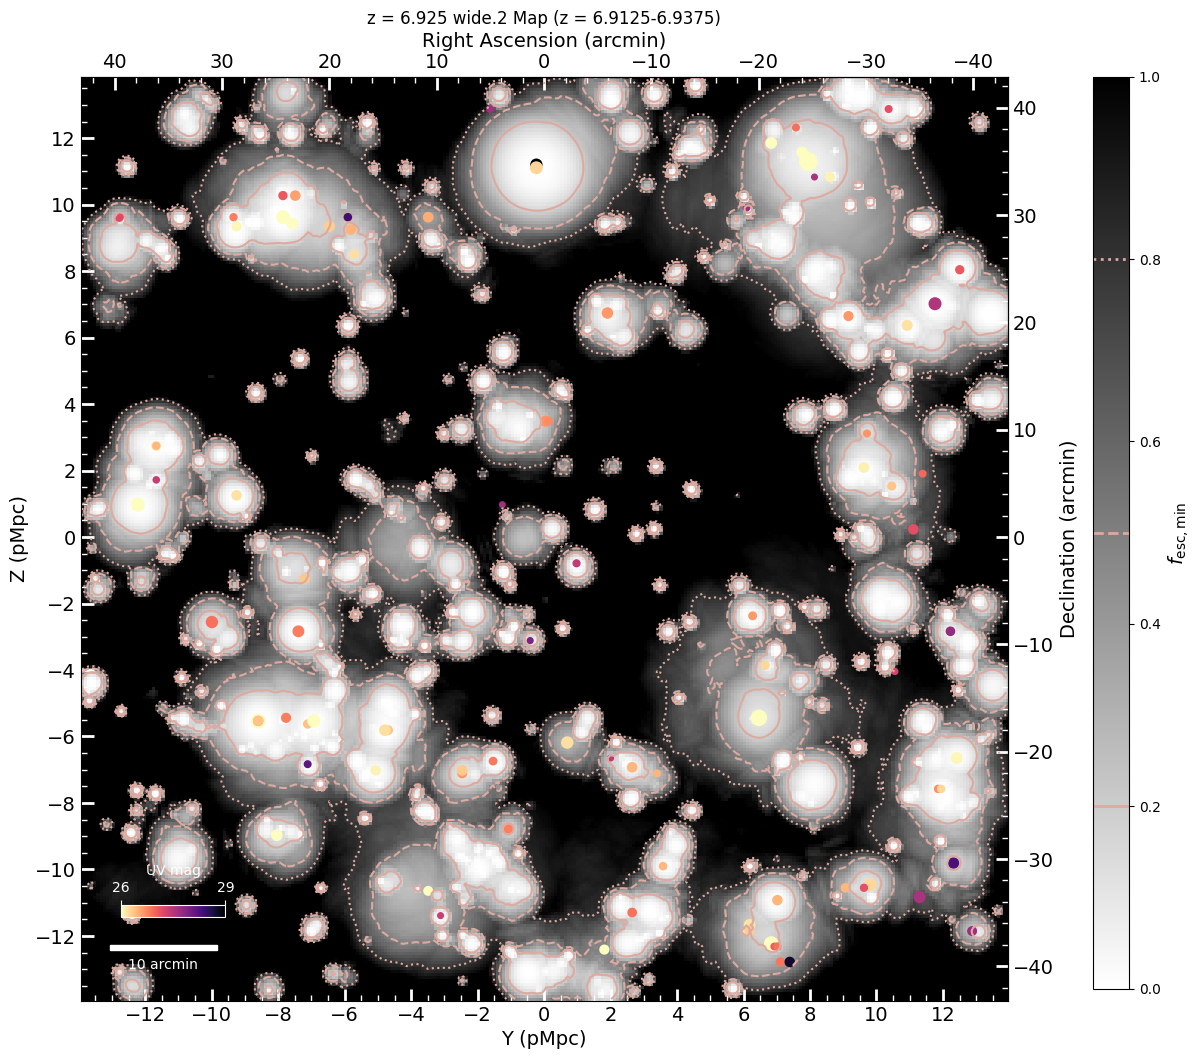 z = 6.925 wide.2 Map (z = 6.9125-6.9375)
Right Ascension (arcmin)
40 30 20 10 0 −10 −20 −30 −40
12
10
8
6
4
2
0
−2
−4
−6
−8
−10
−12
Z (pMpc)
40
30
20
10
0
−10
−20
−30
−40
Declination (arcmin)
1.0
0.8
0.6
0.4
0.2
0.0
fesc, min
UV mag
26 29
10 arcmin
−12 −10 −8 −6 −4 −2 0 2 4 6 8 10 12
Y (pMpc)